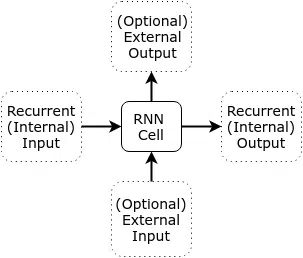 (Optional)
External
Output
Recurrent
(Internal)
Input
RNN
Cell
Recurrent
(Internal)
Output
(Optional)
External
Input